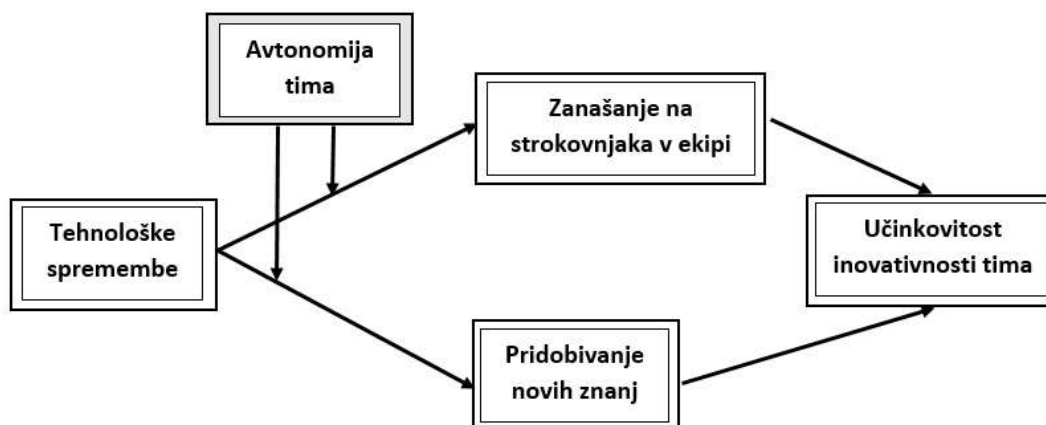 Avtonomija
tima
Zanašanje na
strokovnjaka v ekipi
Tehnološke
spremembe
Učinkovitost
inovativnosti tima
Pridobivanje
novih znanj